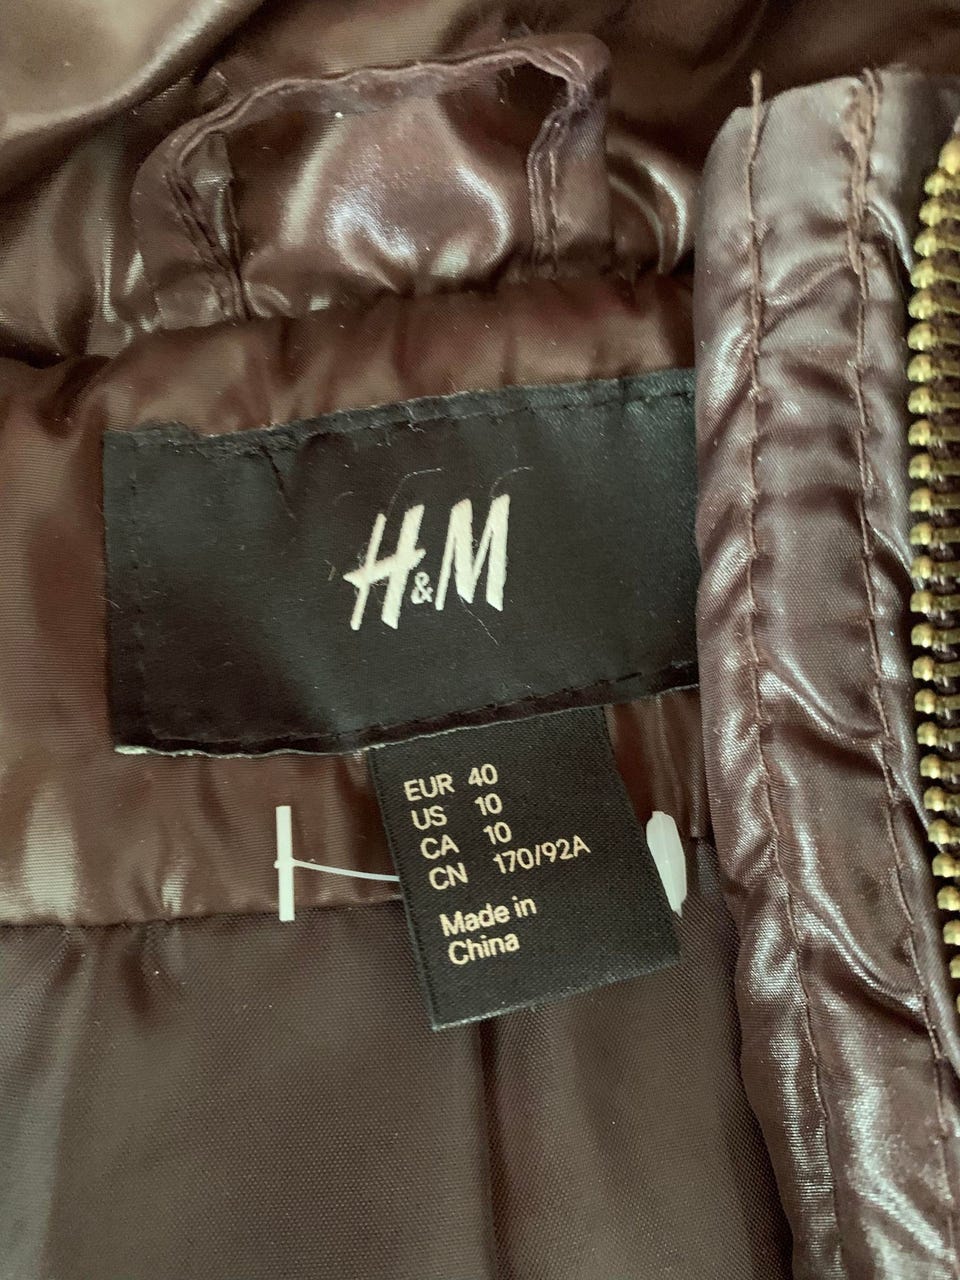 H&M
EUR 40
US 10
CA 10
CN 170/92A
Made in
China